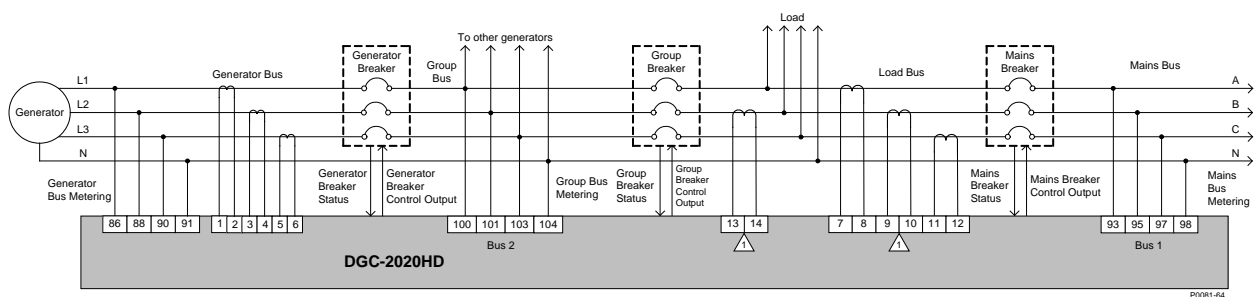 Load
To other generators
Generator
Breaker
Group
Breaker
Mains
Breaker
Generator Bus
Group
Bus
Load Bus
Mains Bus
L1
L2
L3
N
Generator
A
B
C
N
Generator
Bus Metering
Generator
Breaker
Status
Generator
Breaker
Control Output
Group Bus
Metering
Group
Breaker
Status
Group
Breaker
Control
Output
Mains
Breaker
Status
Mains Breaker
Control Output
Mains
Bus
Metering
86 88 90 91 1 2 3 4 5 6 100 101 103 104 13 14 7 8 9 10 11 12 93 95 97 98
Bus 2
1
1
Bus 1
DGC-2020HD
P0081-64